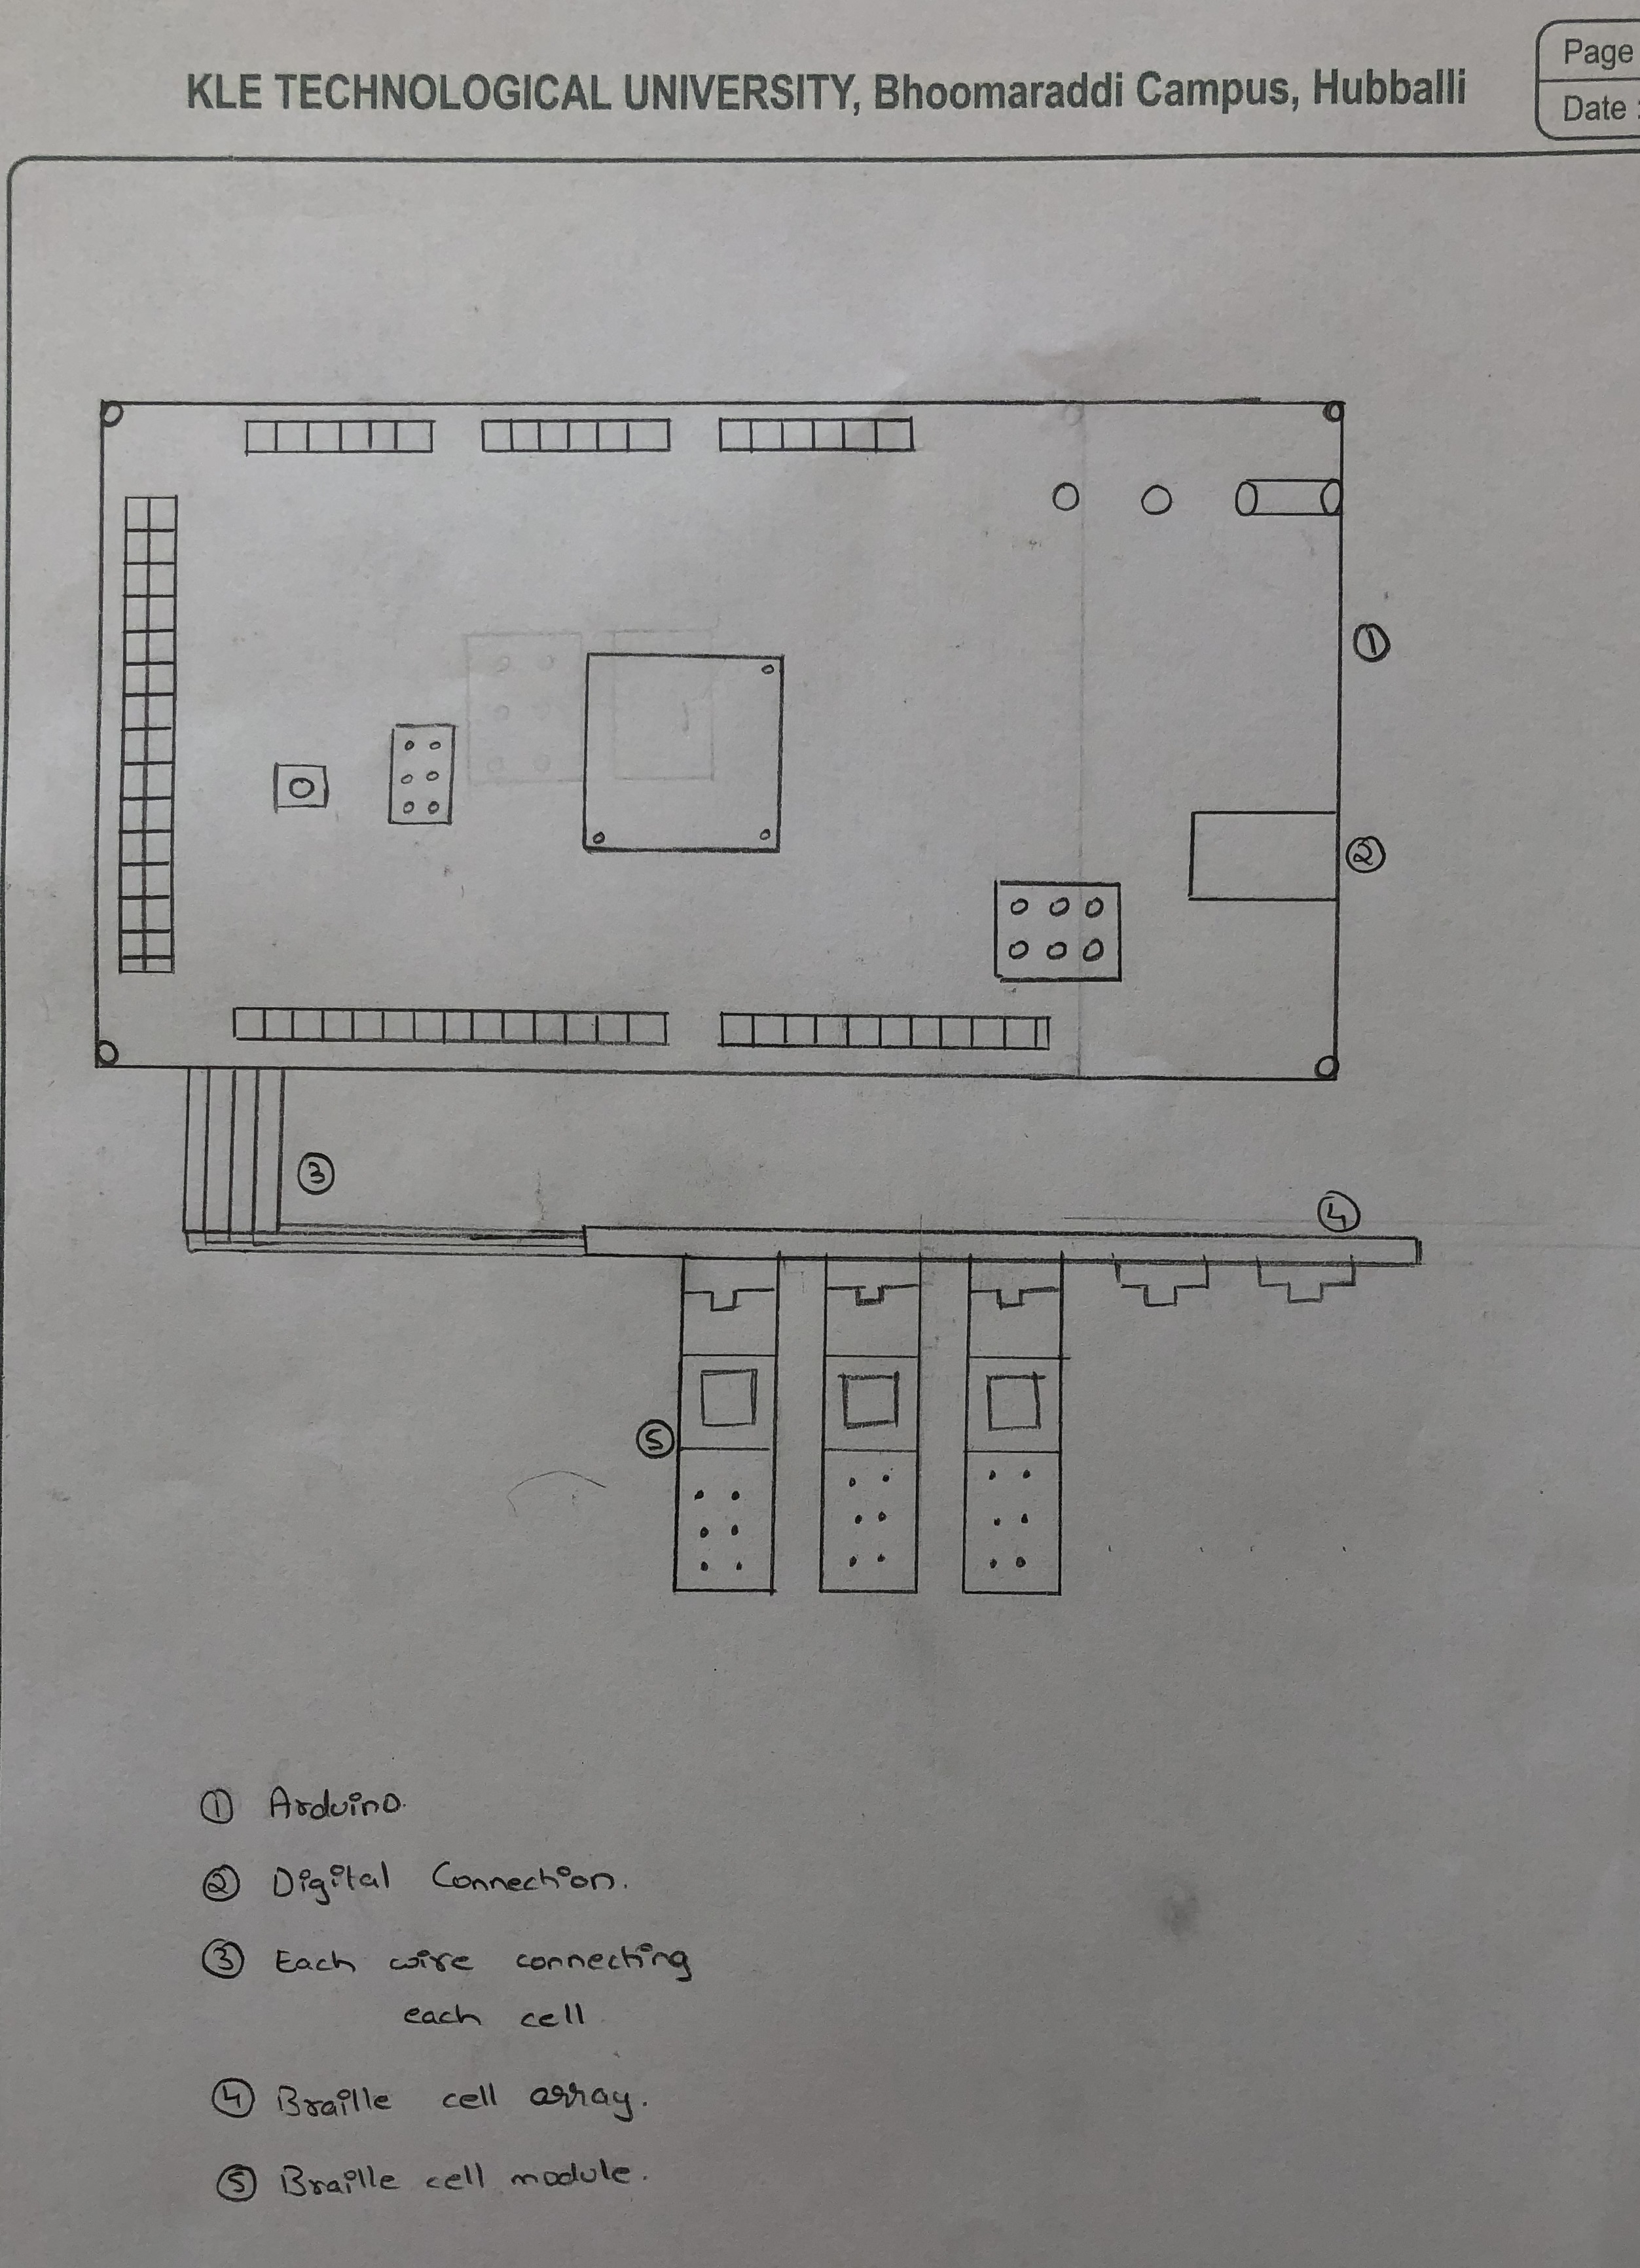 KLE TECHNOLOGICAL UNIVERSITY, Bhoomaraddi Campus, Hubballi
Page
Date :
①
②
③
④
⑤
① Arduino.
② Digital Connection.
③ Each wire connecting
each cell
④ Braille cell array.
⑤ Braille cell module.